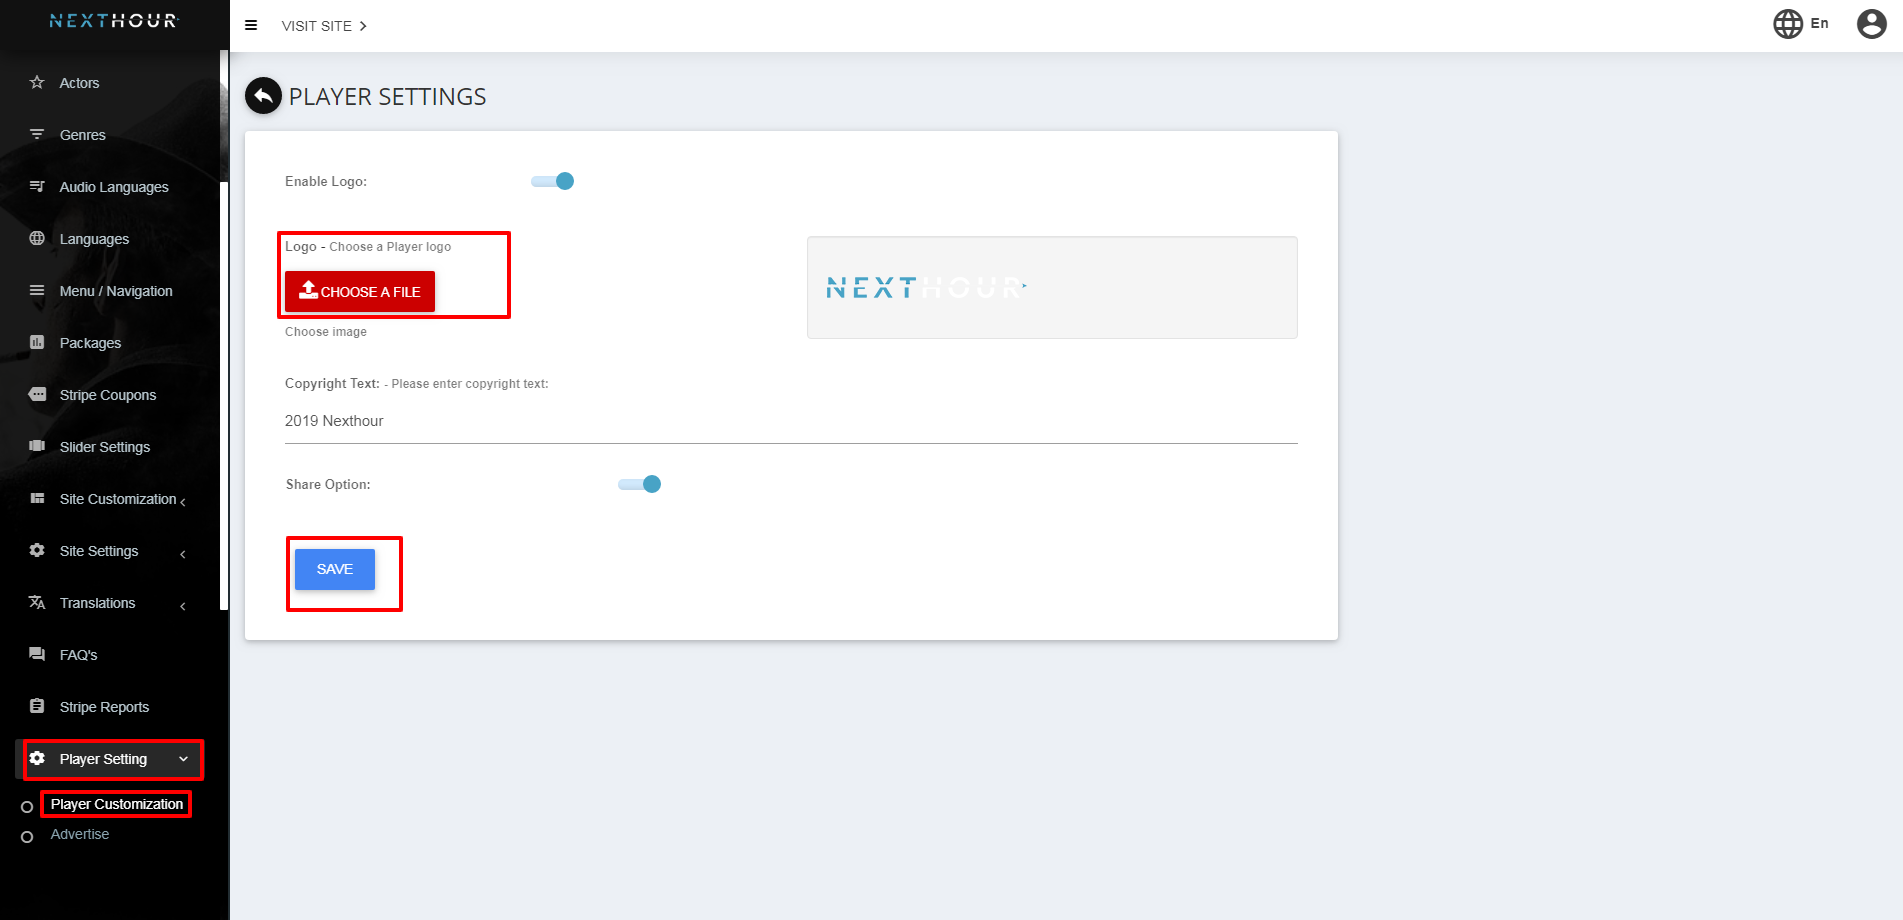 NEXTHOUR
VISIT SITE
En
Actors
Genres
Audio Languages
Languages
Menu / Navigation
Packages
Stripe Coupons
Slider Settings
Site Customization
Site Settings
Translations
FAQ's
Stripe Reports
Player Setting
Player Customization
Advertise
PLAYER SETTINGS
Enable Logo:
Logo - Choose a Player logo
CHOOSE A FILE
Choose image
NEXTHOUR
Copyright Text: - Please enter copyright text:
2019 Nexthour
Share Option:
SAVE